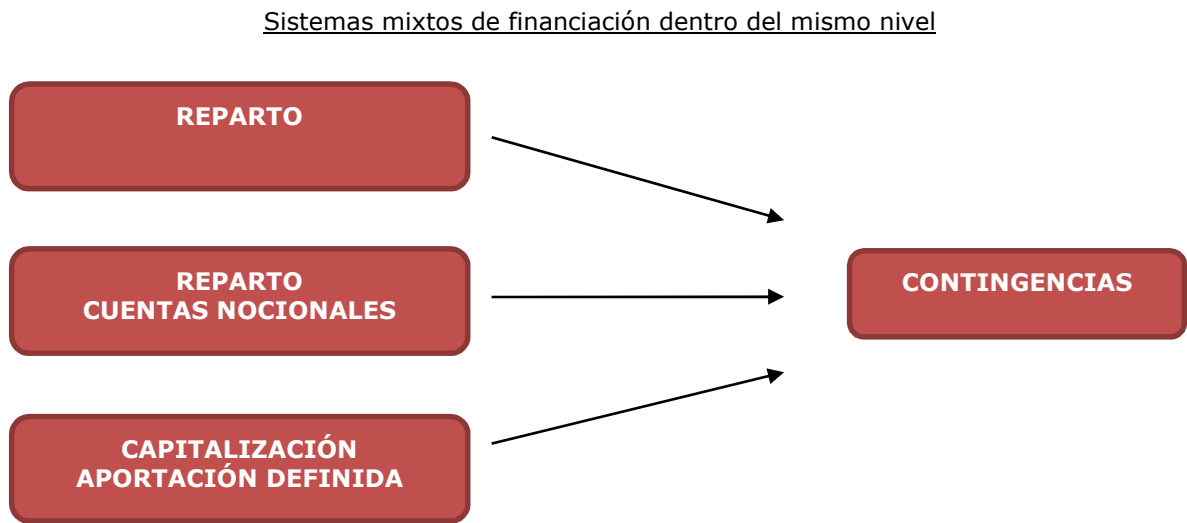 Sistemas mixtos de financiación dentro del mismo nivel
REPARTO
REPARTO
CUENTAS NOCIONALES
CONTINGENCIAS
CAPITALIZACIÓN
APORTACIÓN DEFINIDA